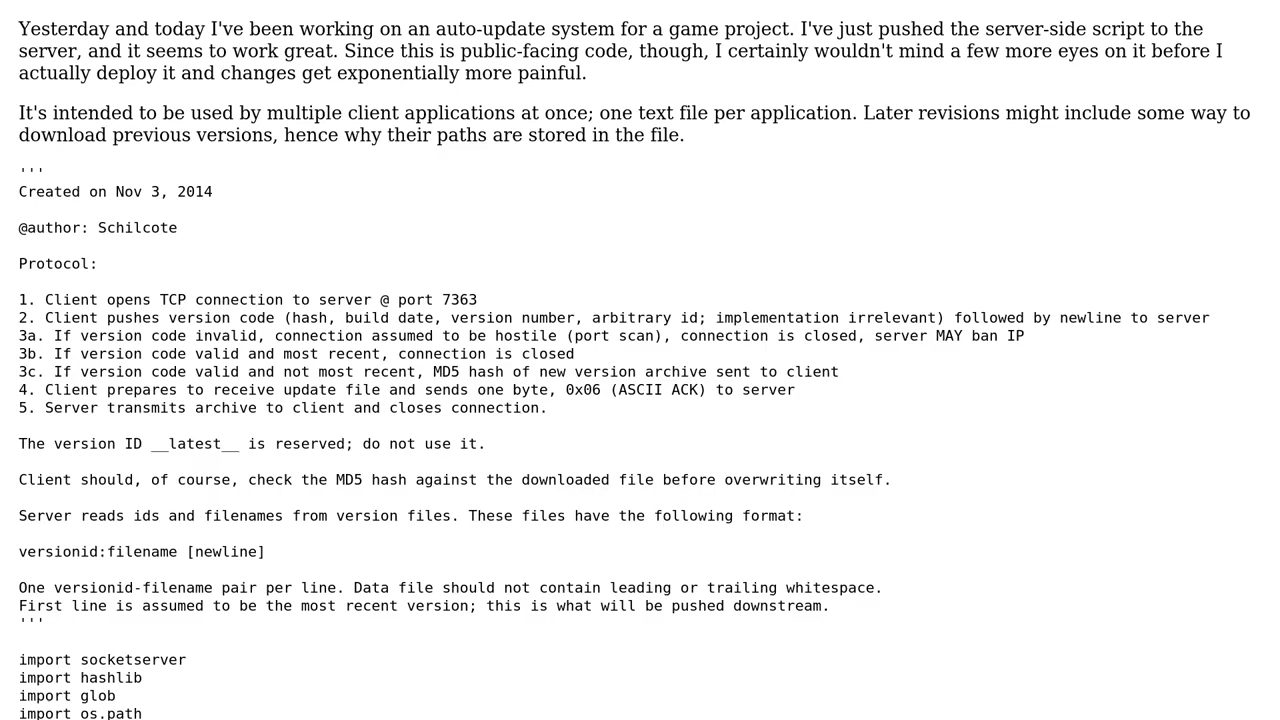 Yesterday and today I've been working on an auto-update system for a game project. I've just pushed the server-side script to the
server, and it seems to work great. Since this is public-facing code, though, I certainly wouldn't mind a few more eyes on it before I
actually deploy it and changes get exponentially more painful.
It's intended to be used by multiple client applications at once; one text file per application. Later revisions might include some way to
download previous versions, hence why their paths are stored in the file.
'''
Created on Nov 3, 2014
@author: Schilcote
Protocol:
1. Client opens TCP connection to server @ port 7363
2. Client pushes version code (hash, build date, version number, arbitrary id; implementation irrelevant) followed by newline to server
3a. If version code invalid, connection assumed to be hostile (port scan), connection is closed, server MAY ban IP
3b. If version code valid and most recent, connection is closed
3c. If version code valid and not most recent, MD5 hash of new version archive sent to client
4. Client prepares to receive update file and sends one byte, 0x06 (ASCII ACK) to server
5. Server transmits archive to client and closes connection.
The version ID __latest__ is reserved; do not use it.
Client should, of course, check the MD5 hash against the downloaded file before overwriting itself.
Server reads ids and filenames from version files. These files have the following format:
versionid:filename [newline]
One versionid-filename pair per line. Data file should not contain leading or trailing whitespace.
First line is assumed to be the most recent version; this is what will be pushed downstream.
'''
import socketserver
import hashlib
import glob
import os.path